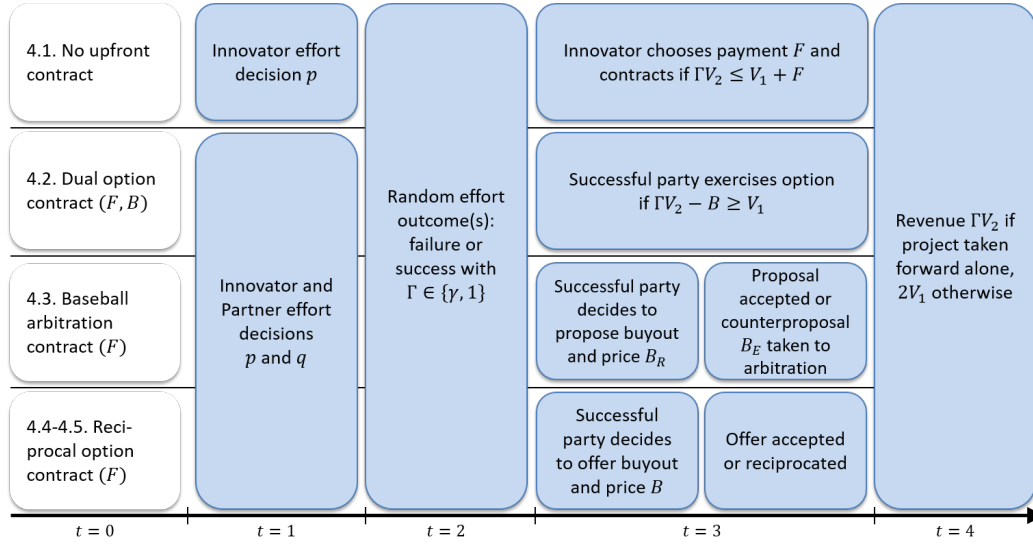 4.1. No upfront
contract
Innovator effort
decision p
Innovator chooses payment F and
contracts if ΓV₂ ≤ V₁ + F
4.2. Dual option
contract (F, B)
Successful party exercises option
if ΓV₂ − B ≥ V₁
Random effort
outcome(s):
failure or
success with
Γ ∈ {γ, 1}
Revenue ΓV₂ if
project taken
forward alone,
2V₁ otherwise
4.3. Baseball
arbitration
contract (F)
Innovator and
Partner effort
decisions
p and q
Successful party
decides to
propose buyout
and price B_R
Proposal
accepted or
counterproposal
B_E taken to
arbitration
4.4-4.5. Reci-
procal option
contract (F)
Successful
party decides
to offer buyout
and price B
Offer accepted
or reciprocated
t = 0
t = 1
t = 2
t = 3
t = 4